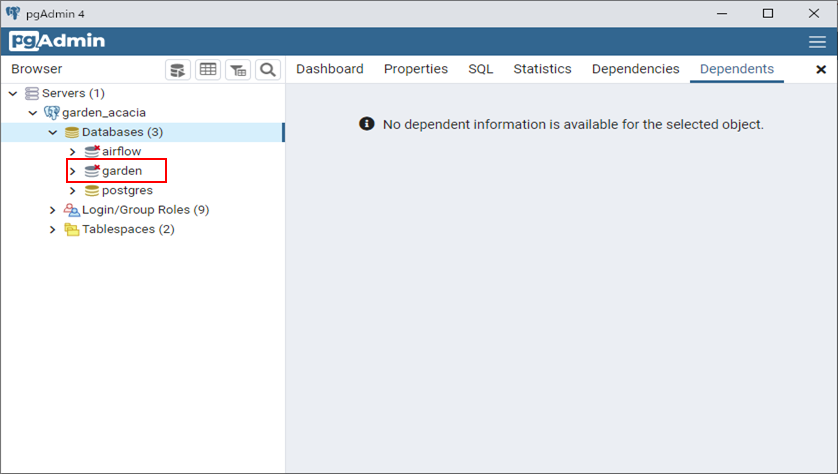 pgAdmin 4
pgAdmin
Browser
Dashboard Properties SQL Statistics Dependencies Dependents
Servers (1)
garden_acacia
Databases (3)
airflow
garden
postgres
Login/Group Roles (9)
Tablespaces (2)
No dependent information is available for the selected object.